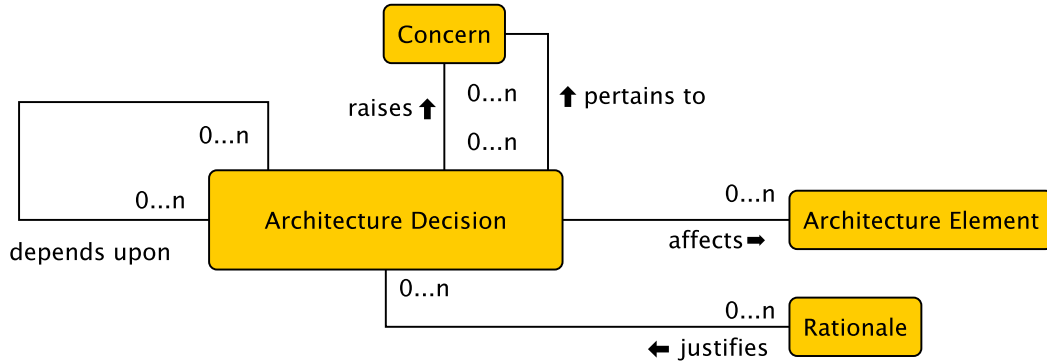 Concern
raises ⬆
0...n
⬆ pertains to
0...n
0...n
0...n
depends upon
Architecture Decision
0...n
affects ➡
Architecture Element
0...n
0...n
⬅ justifies
Rationale